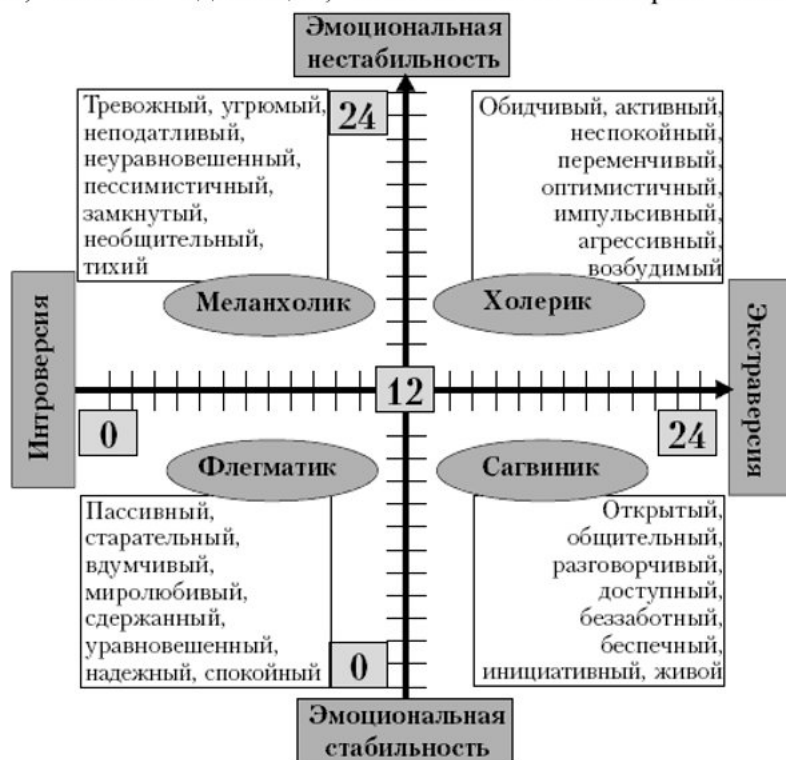 Эмоциональная
нестабильность
Тревожный, угрюмый,
неподатливый,
неуравновешенный,
пессимистичный,
замкнутый,
необщительный,
тихий
24
Обидчивый, активный,
неспокойный,
переменчивый,
оптимистичный,
импульсивный,
агрессивный,
возбудимый
Меланхолик
Холерик
Интроверсия
12
Экстраверсия
0
24
Флегматик
Сагвиник
Пассивный,
старательный,
вдумчивый,
миролюбивый,
сдержанный,
уравновешенный,
надежный, спокойный
0
Открытый,
общительный,
разговорчивый,
доступный,
беззаботный,
беспечный,
инициативный, живой
Эмоциональная
стабильность